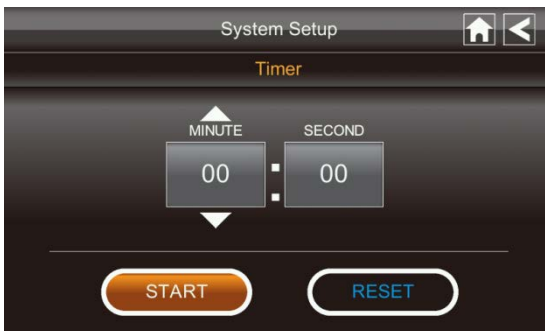 System Setup
Timer
MINUTE SECOND
00 : 00
START RESET